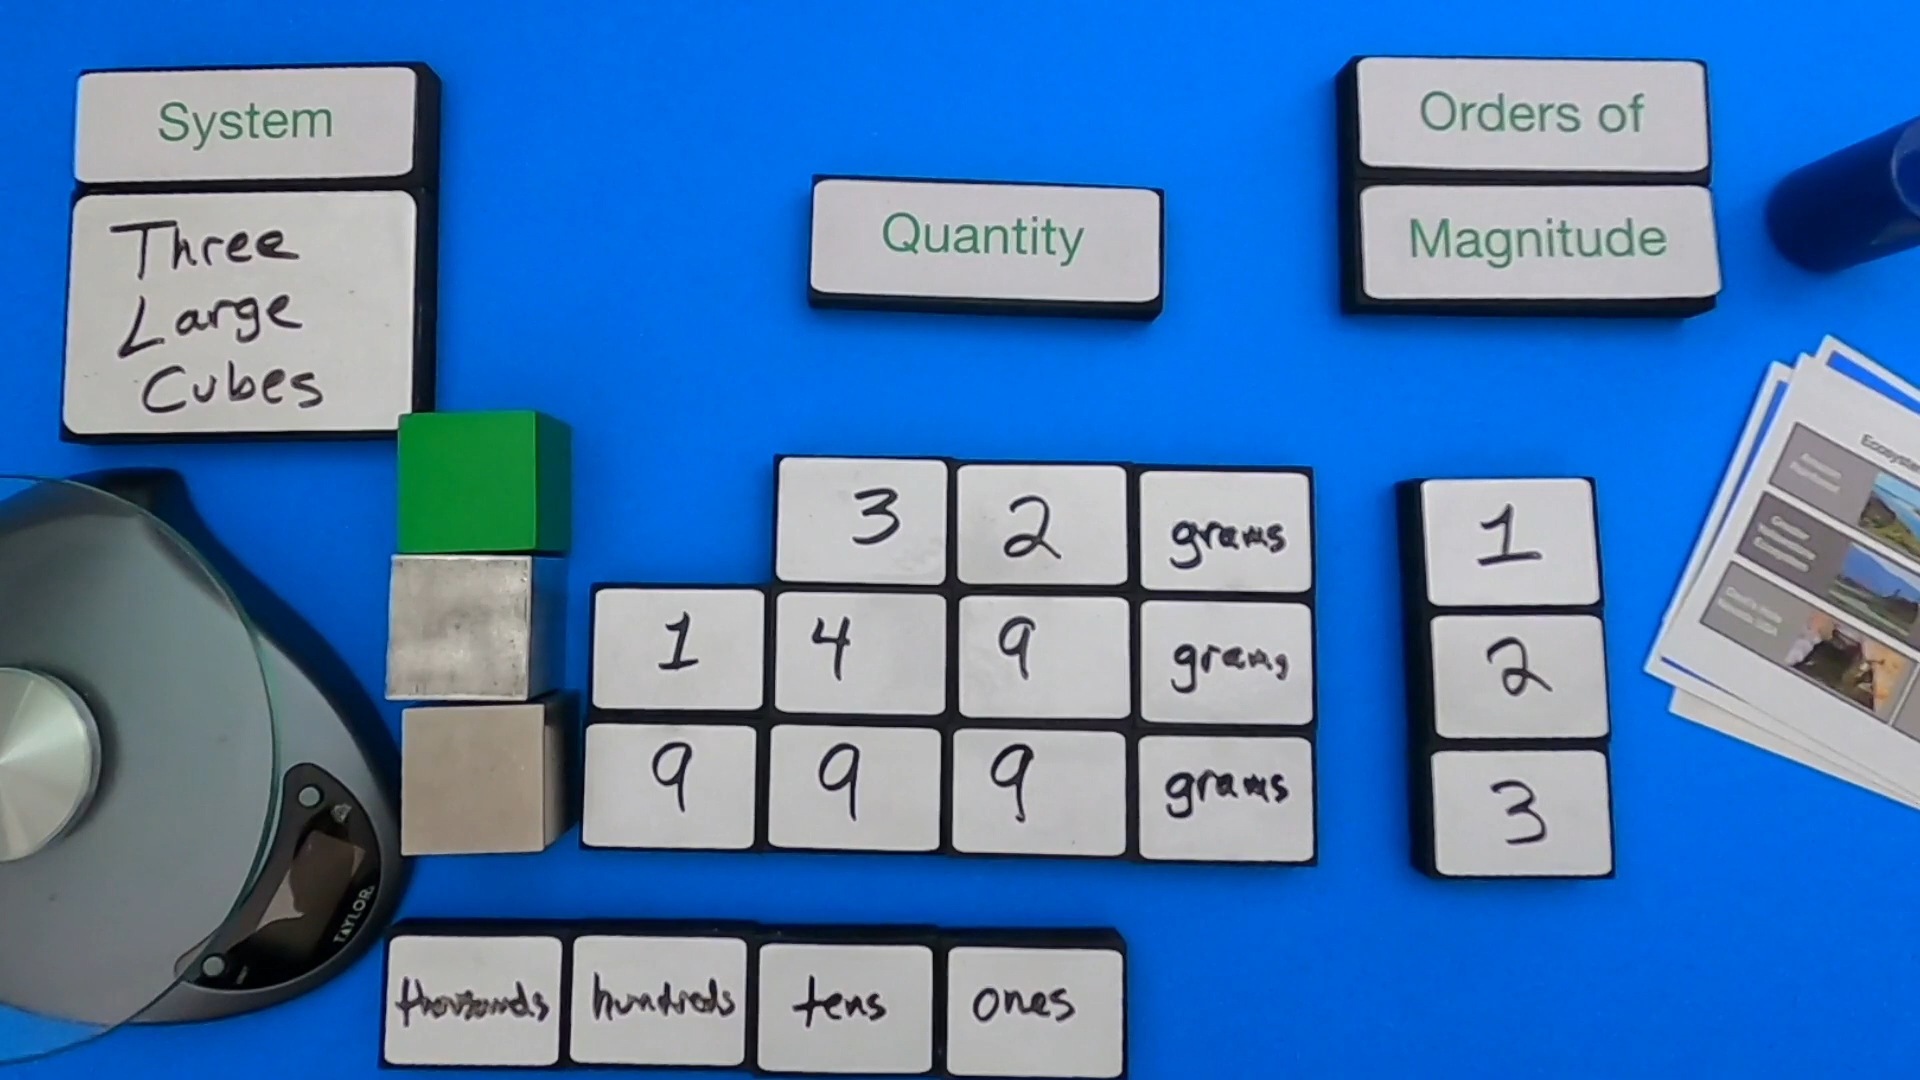 System
Three
Large
Cubes
Quantity
Orders of
Magnitude
3 2 grams
1 4 9 grams
9 9 9 grams
1
2
3
thousands hundreds tens ones
TAYLOR